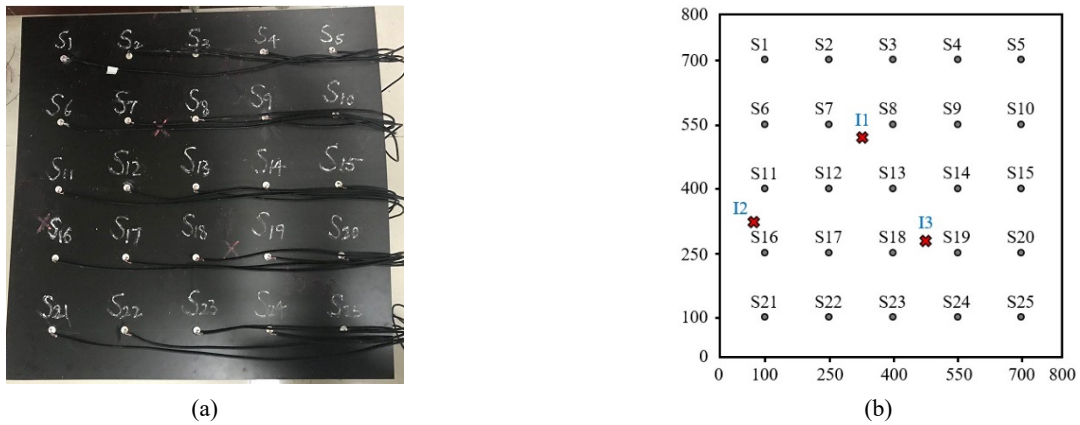 S1 S2 S3 S4 S5
S6 S7 S8 S9 S10
S11 S12 S13 S14 S15
S16 S17 S18 S19 S20
S21 S22 S23 S24 S25
(a)
800
S1 S2 S3 S4 S5
700
S6 S7 S8 S9 S10
I1
550
S11 S12 S13 S14 S15
400
I2 I3
S16 S17 S18 S19 S20
250
S21 S22 S23 S24 S25
100
0
0 100 250 400 550 700 800
(b)